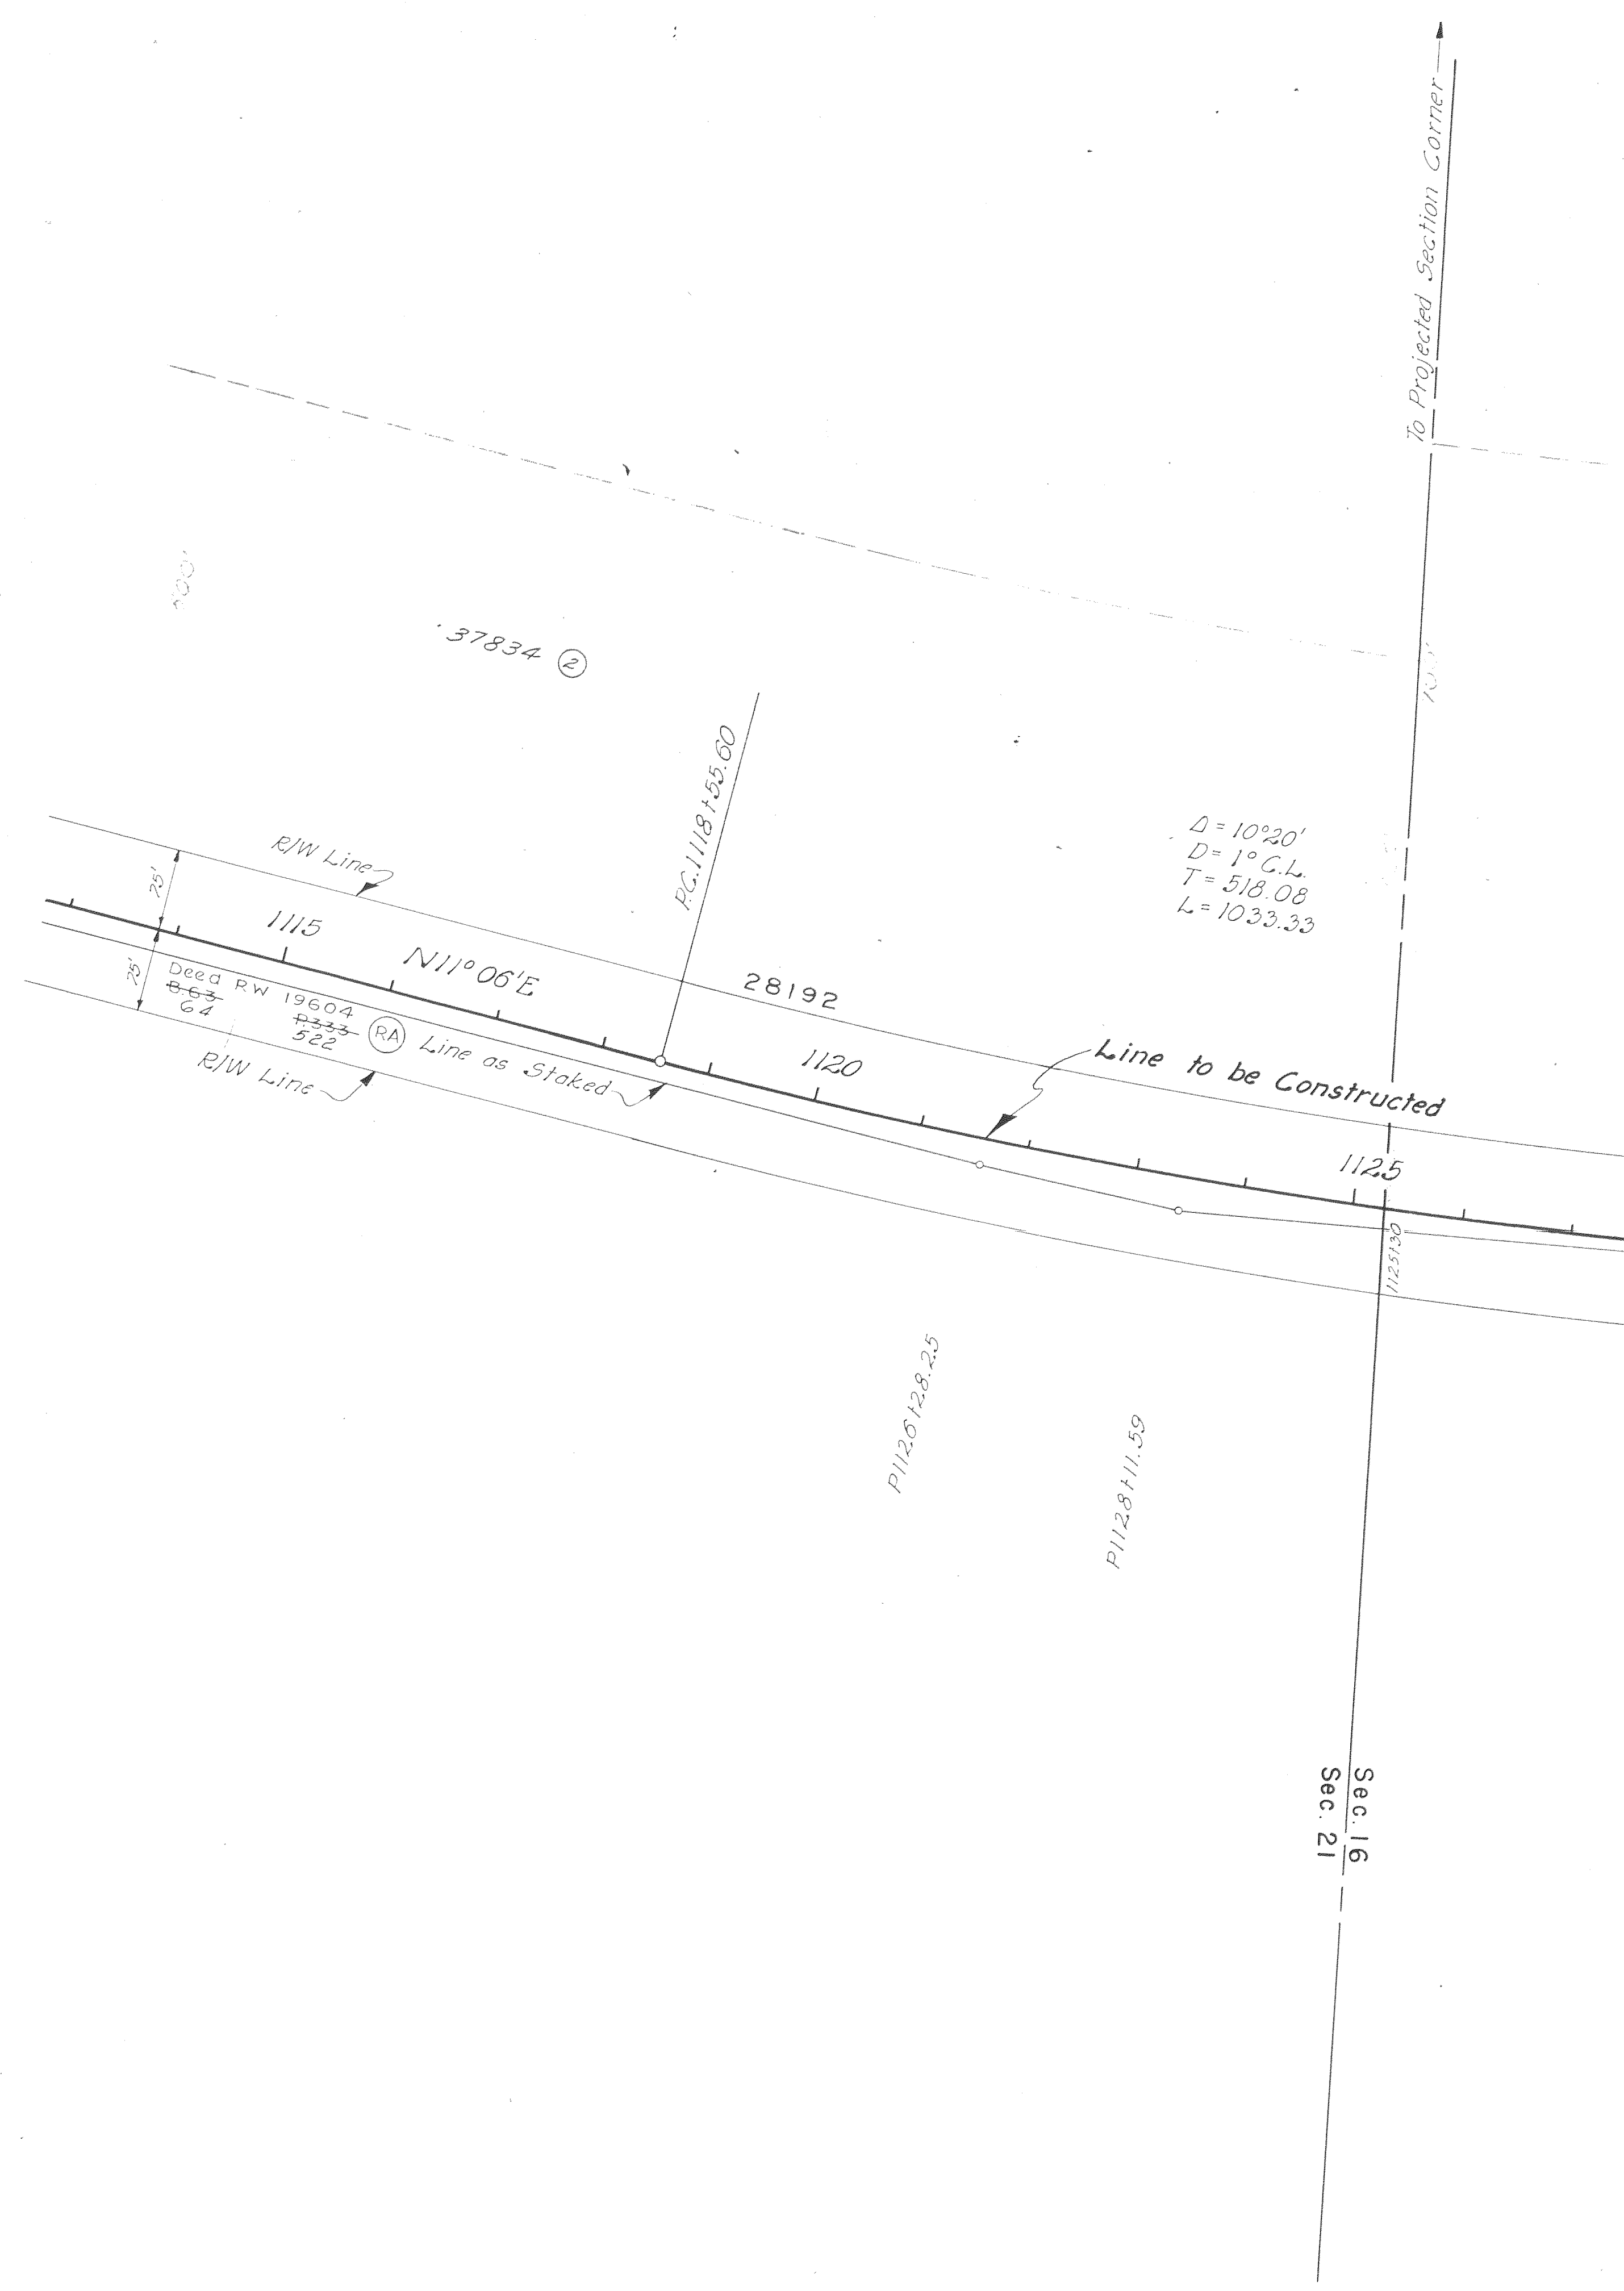 To Projected Section Corner
37834 2
P.C. 1118+55.60
Δ = 10°20'
D = 1° C.L.
T = 518.08
L = 1033.33
R/W Line
75'
1115
N11° 06'E
28192
75'
Deed RW 19604
B.63
64
P.333
522
RA
Line as Staked
R/W Line
1120
Line to be Constructed
1125
1125+30
P1126+28.25
P1128+11.59
Sec. 16
Sec. 21